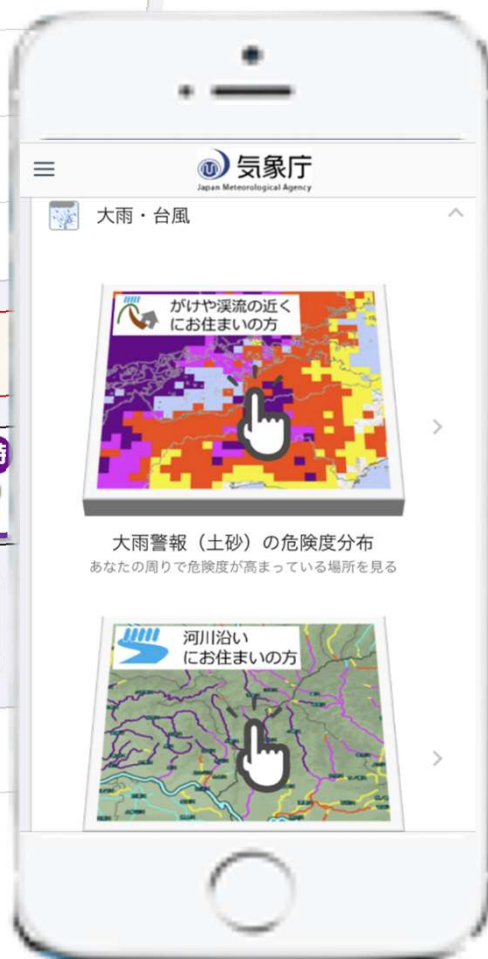 気象庁
Japan Meteorological Agency
大雨・台風
がけや渓流の近く
にお住まいの方
大雨警報（土砂）の危険度分布
あなたの周りで危険度が高まっている場所を見る
河川沿い
にお住まいの方